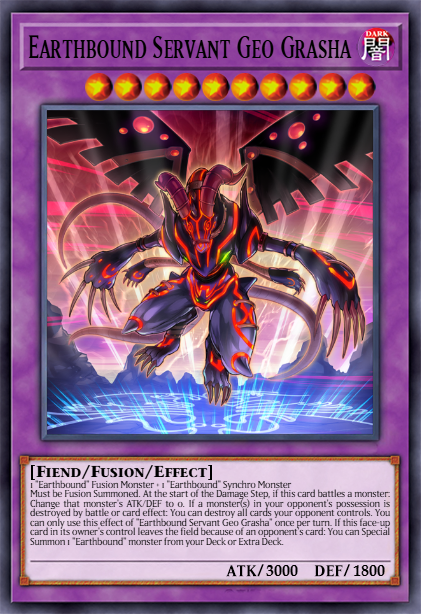 EARTHBOUND SERVANT GEO GRASHA
DARK
闇
[FIEND/FUSION/EFFECT]
1 "Earthbound" Fusion Monster + 1 "Earthbound" Synchro Monster
Must be Fusion Summoned. At the start of the Damage Step, if this card battles a monster:
Change that monster's ATK/DEF to 0. If a monster(s) in your opponent's possession is
destroyed by battle or card effect: You can destroy all cards your opponent controls. You
can only use this effect of "Earthbound Servant Geo Grasha" once per turn. If this face-up
card in its owner's control leaves the field because of an opponent's card: You can Special
Summon 1 "Earthbound" monster from your Deck or Extra Deck.
ATK/3000 DEF/1800